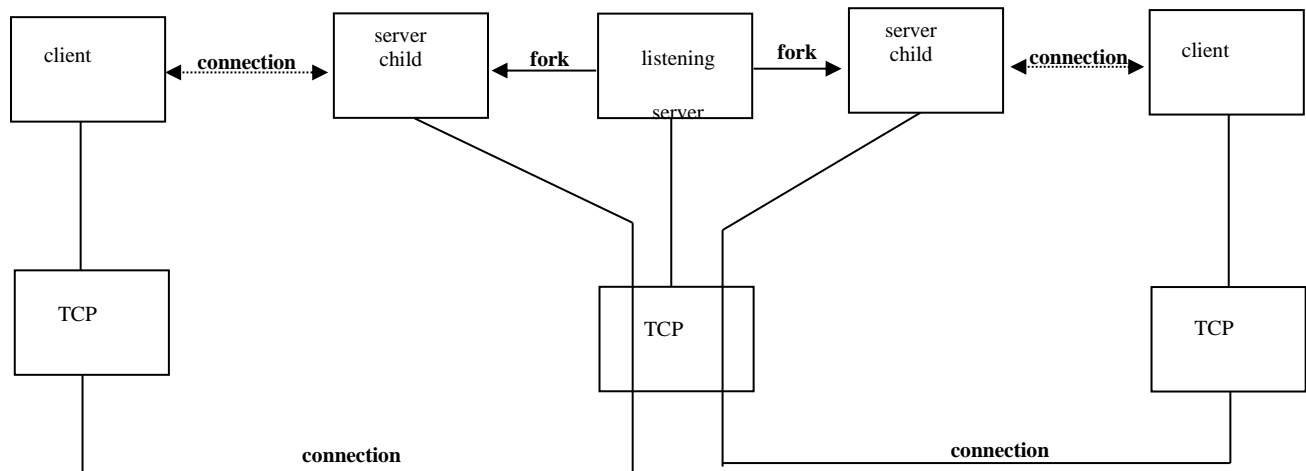 client
connection
server
child
fork
listening
server
fork
server
child
connection
client
TCP
TCP
TCP
connection
connection